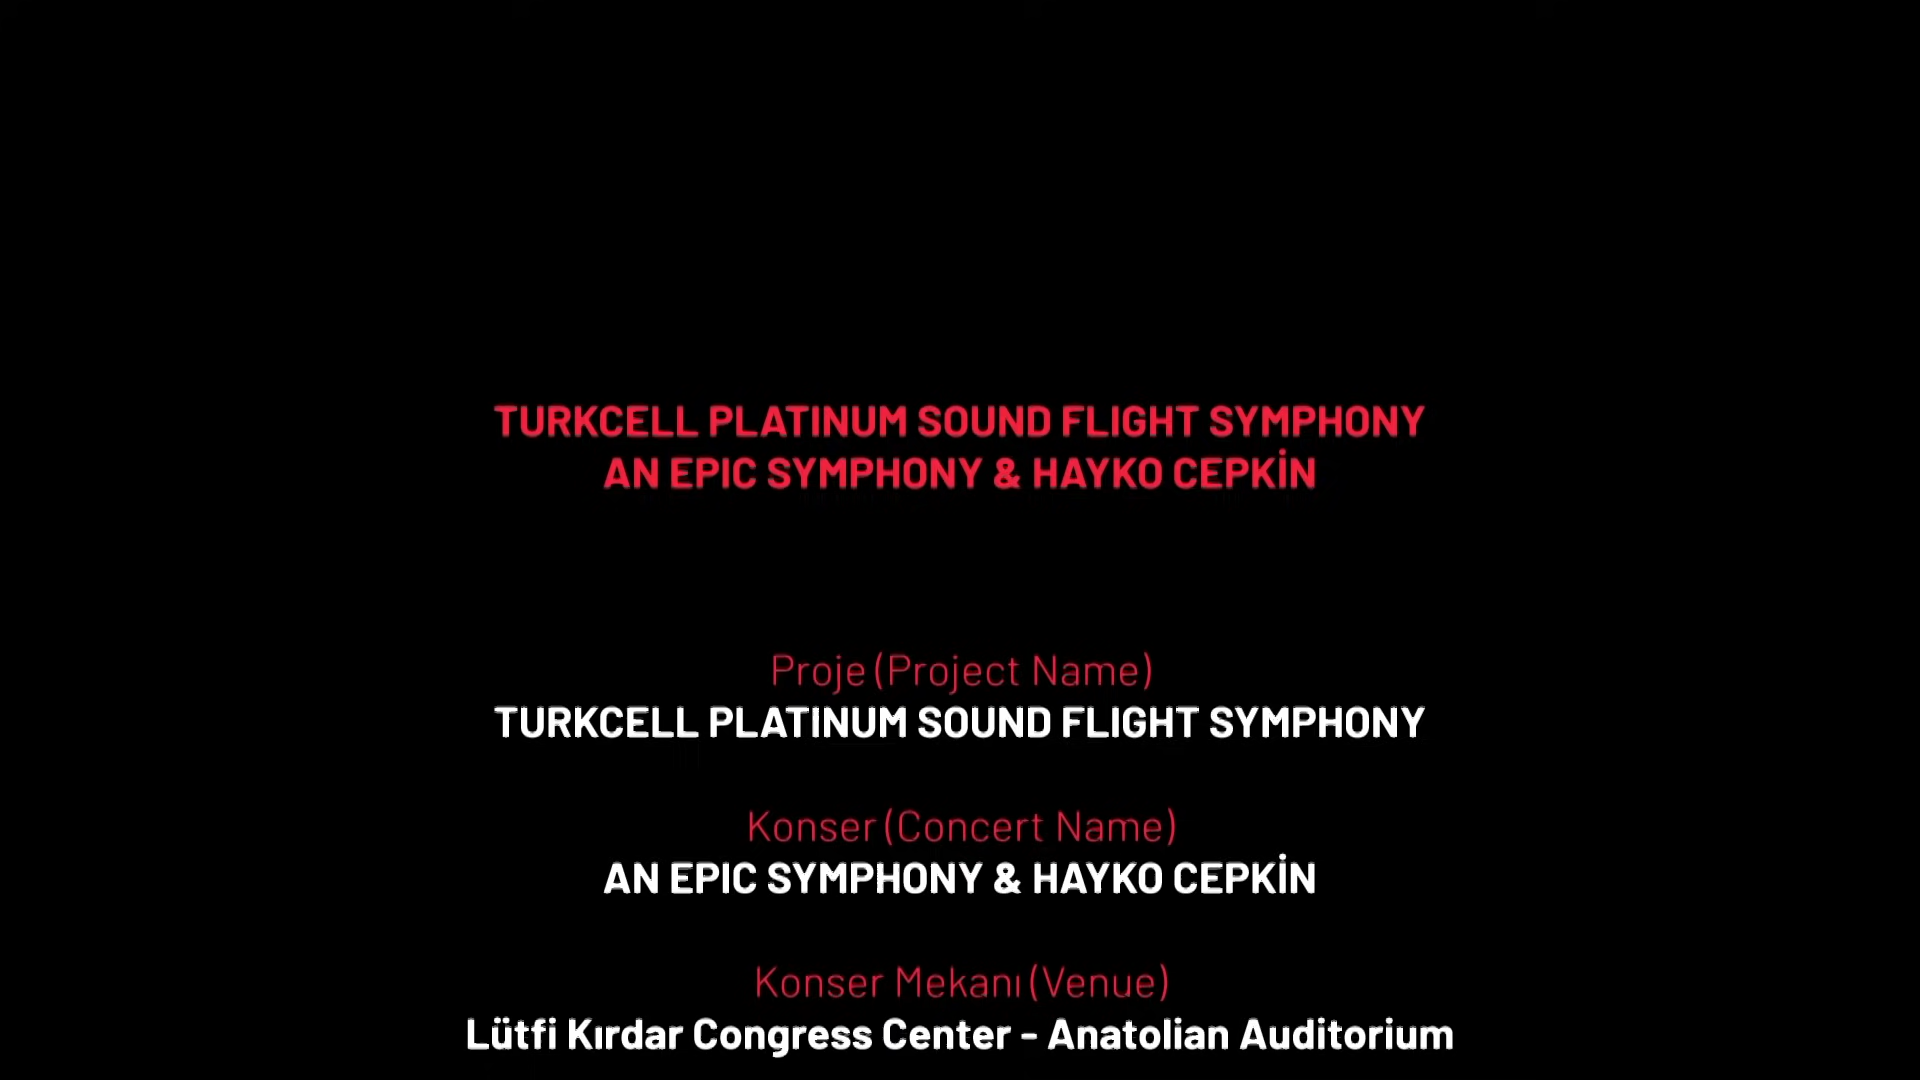 TURKCELL PLATINUM SOUND FLIGHT SYMPHONY
AN EPIC SYMPHONY & HAYKO CEPKİN
Proje (Project Name)
TURKCELL PLATINUM SOUND FLIGHT SYMPHONY
Konser (Concert Name)
AN EPIC SYMPHONY & HAYKO CEPKİN
Konser Mekanı (Venue)
Lütfi Kırdar Congress Center - Anatolian Auditorium